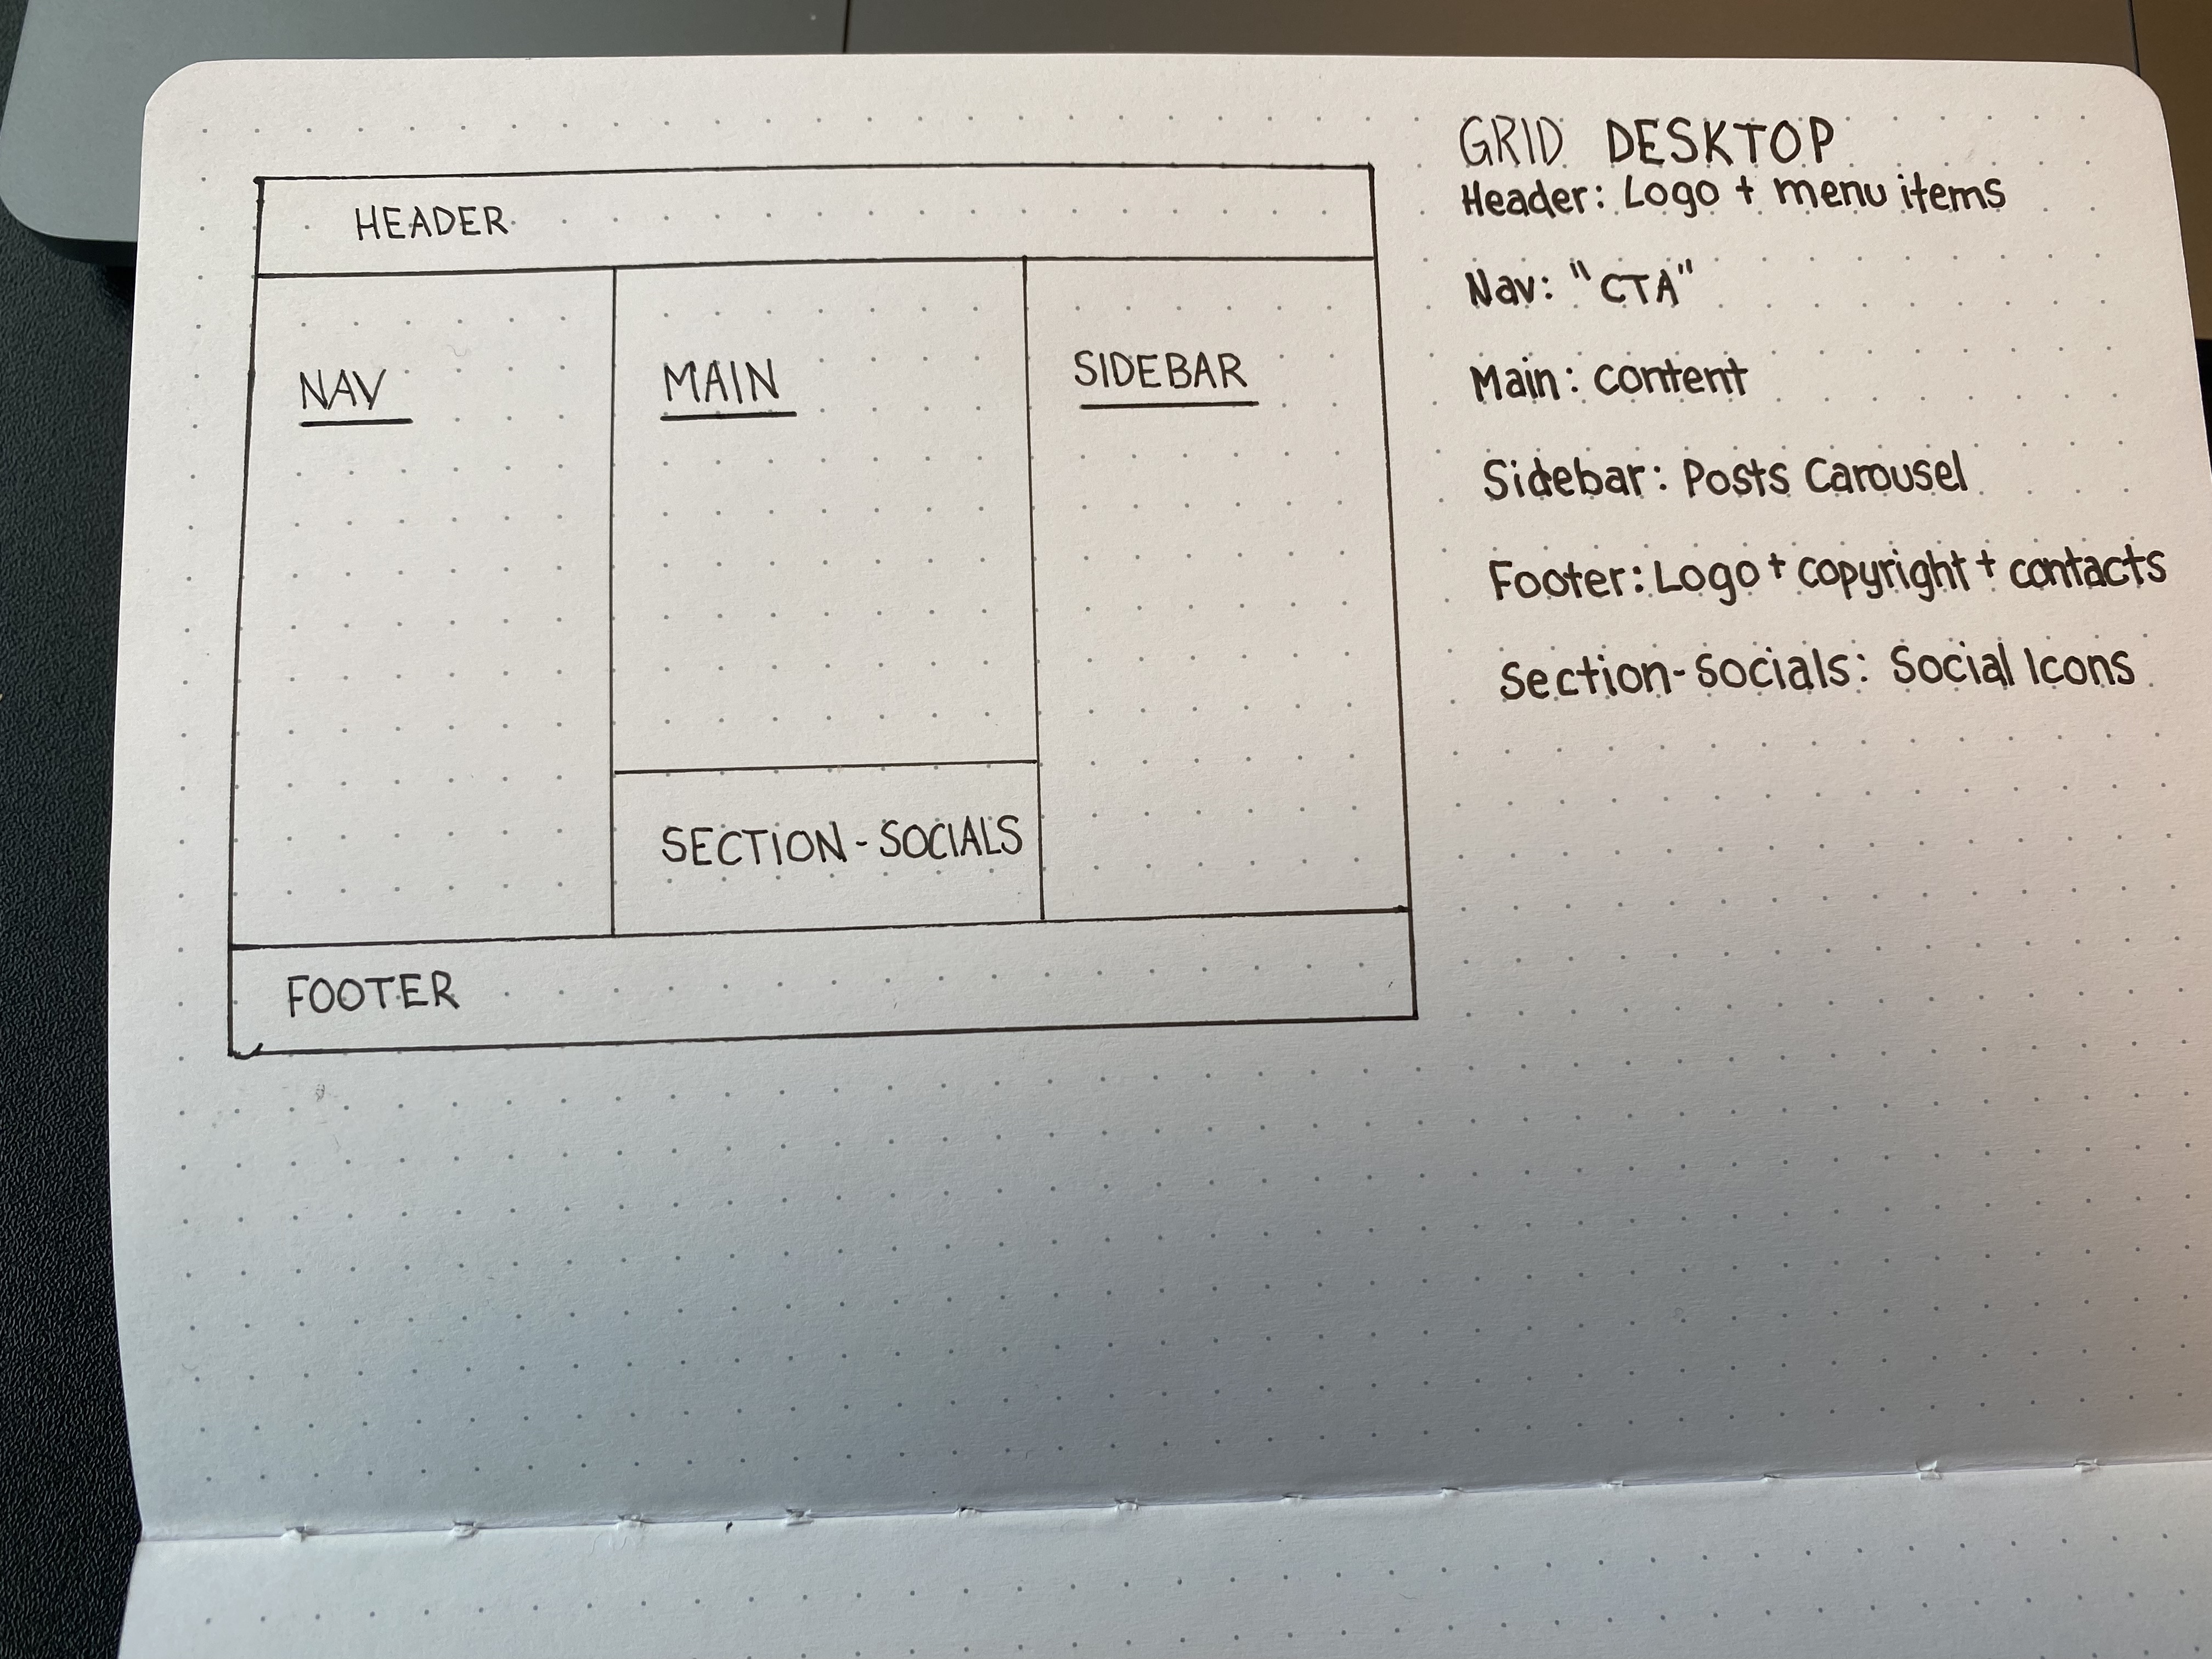 HEADER
NAV
MAIN
SIDEBAR
SECTION-SOCIALS
FOOTER
GRID DESKTOP
Header: Logo + menu items
Nav: "CTA"
Main: content
Sidebar: Posts Carousel
Footer: Logo + copyright + contacts
Section-Socials: Social Icons